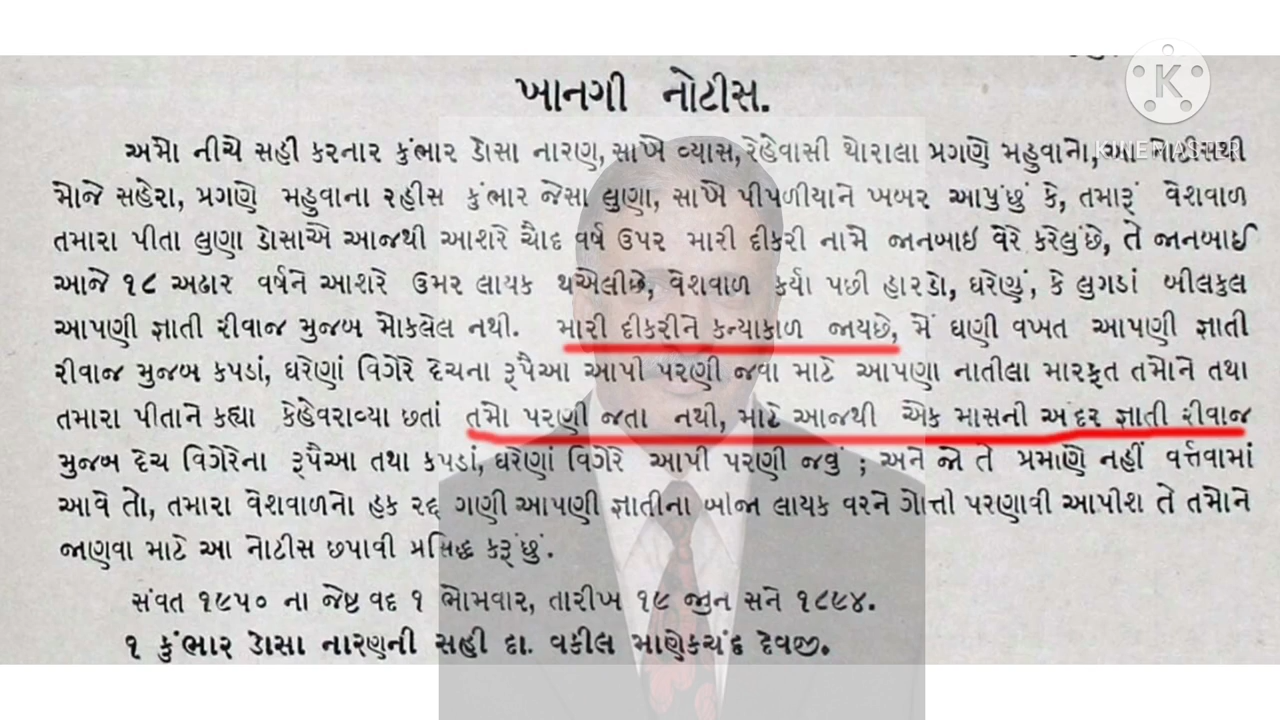 ખાનગી નોટીસ.
K
KINEMASTER
અમો નીચે સહી કરનાર કુંભાર ડોસા નારણ, સાખે વ્યાસ, રેહેવાસી થોરાલા પ્રગણે મહુવાનો, આ નોટીસથી
મોજે સહેરા, પ્રગણે મહુવાના રહીસ કુંભાર જેસા લુણા, સાખે પીપળીયાને ખબર આપુંછું કે, તમારૂં વેશવાળ
તમારા પીતા લુણા ડોસાએ આજથી આશરે ચૌદ વર્ષ ઉપર મારી દીકરી નામે જાનબાઇ વેરે કરેલુંછે, તે જાનબાઈ
આજે ૧૮ અઢાર વર્ષને આશરે ઉમર લાયક થએલીછે, વેશવાળ કર્યા પછી હારડો, ઘરેણું, કે લુગડાં બીલકુલ
આપણી જ્ઞાતી રીવાજ મુજબ મોકલેલ નથી. મારી દીકરીને કન્યાકાળ જાયછે, મેં ઘણી વખત આપણી જ્ઞાતી
રીવાજ મુજબ કપડાં, ઘરેણાં વિગેરે દેચના રૂપૈઆ આપી પરણી જવા માટે આપણા નાતીલા મારફત તમોને તથા
તમારા પીતાને કહ્યા કેહેવરાવ્યા છતાં તમો પરણી જતા નથી, માટે આજથી એક માસની અંદર જ્ઞાતી રીવાજ
મુજબ દેચ વિગેરેના રૂપૈઆ તથા કપડાં, ઘરેણાં વિગેરે આપી પરણી જવું ; અને જો તે પ્રમાણે નહીં વર્ત્તવામાં
આવે તો, તમારા વેશવાળનો હક રદ્દ ગણી આપણી જ્ઞાતીના બીજા લાયક વરને ગોત્તી પરણાવી આપીશ તે તમોને
જાણવા માટે આ નોટીસ છપાવી પ્રસિદ્ધ કરૂંછું.
સંવત ૧૯૫૦ ના જેષ્ટ વદ ૧ ભોમવાર, તારીખ ૧૯ જુન સને ૧૮૯૪.
૧ કુંભાર ડોસા નારણની સહી દા. વકીલ માણેકચંદ્ર દેવજી.